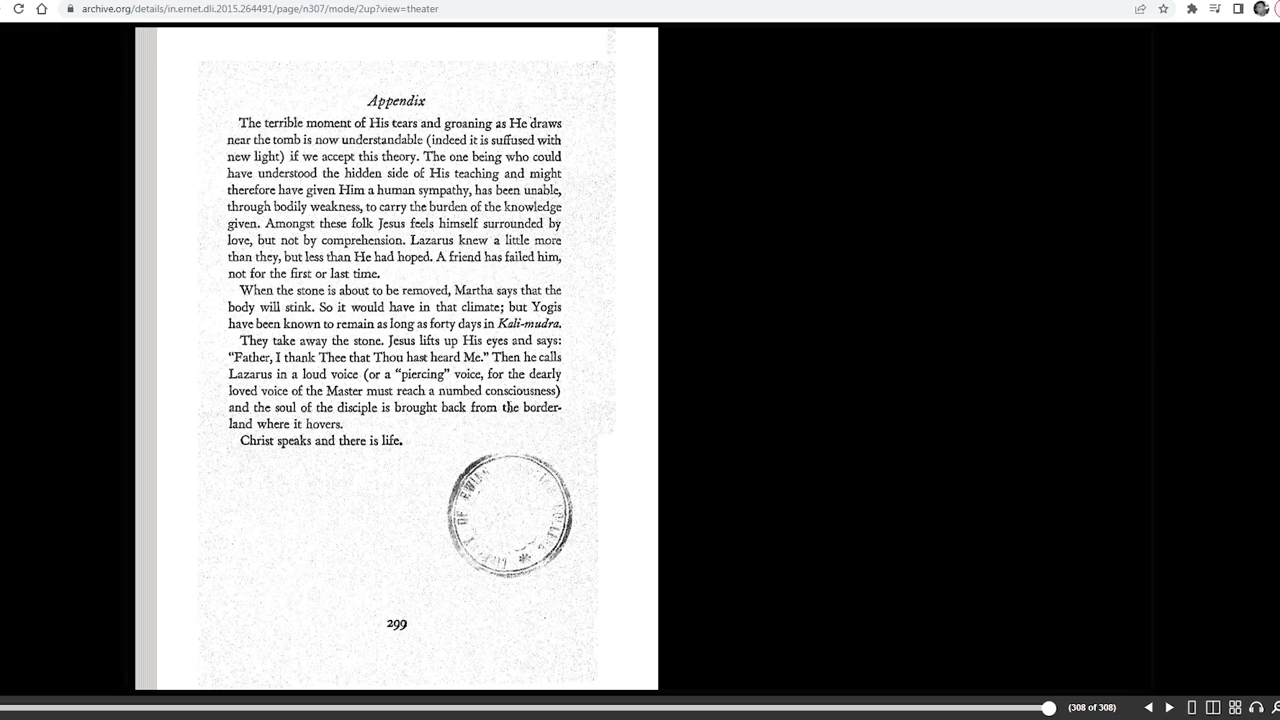 archive.org/details/in.ernet.dli.2015.264491/page/n307/mode/2up?view=theater
Appendix
The terrible moment of His tears and groaning as He draws
near the tomb is now understandable (indeed it is suffused with
new light) if we accept this theory. The one being who could
have understood the hidden side of His teaching and might
therefore have given Him a human sympathy, has been unable,
through bodily weakness, to carry the burden of the knowledge
given. Amongst these folk Jesus feels himself surrounded by
love, but not by comprehension. Lazarus knew a little more
than they, but less than He had hoped. A friend has failed him,
not for the first or last time.
When the stone is about to be removed, Martha says that the
body will stink. So it would have in that climate; but Yogis
have been known to remain as long as forty days in Kali-mudra.
They take away the stone. Jesus lifts up His eyes and says:
“Father, I thank Thee that Thou hast heard Me.” Then he calls
Lazarus in a loud voice (or a “piercing” voice, for the dearly
loved voice of the Master must reach a numbed consciousness)
and the soul of the disciple is brought back from the border-
land where it hovers.
Christ speaks and there is life.
OF
299
(308 of 308)